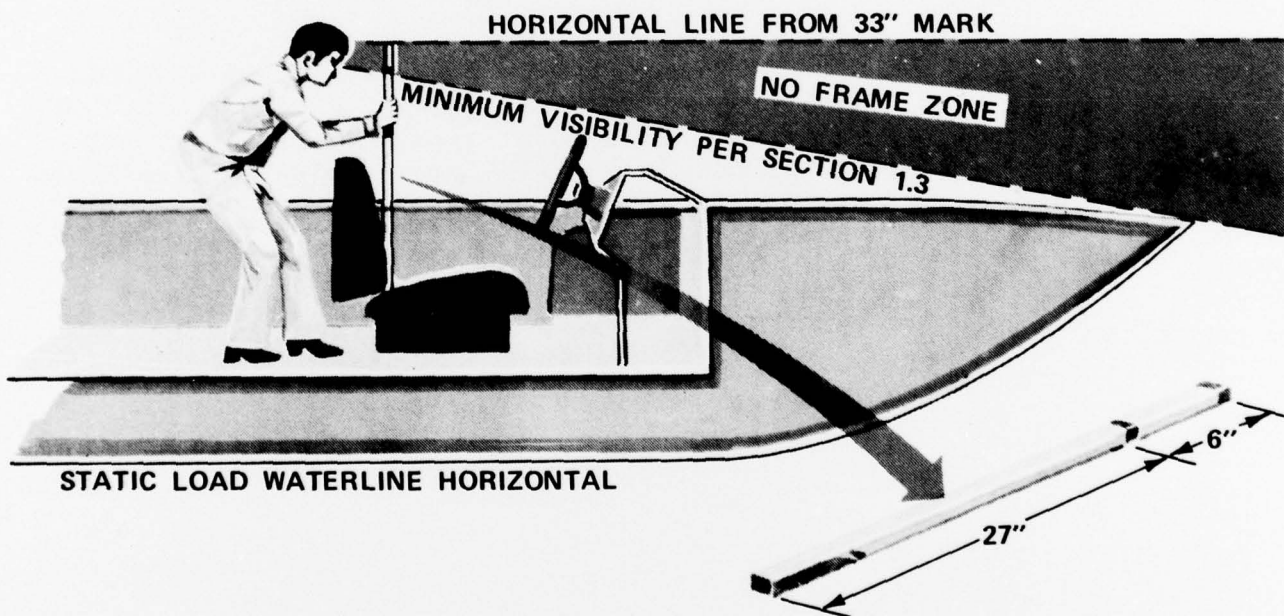 HORIZONTAL LINE FROM 33" MARK
NO FRAME ZONE
MINIMUM VISIBILITY PER SECTION 1.3
STATIC LOAD WATERLINE HORIZONTAL
6"
27"